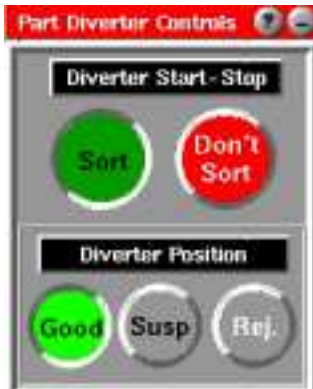 Part Diverter Controls ? –
Diverter Start-Stop
Sort
Don't
Sort
Diverter Position
Good Susp Rej.